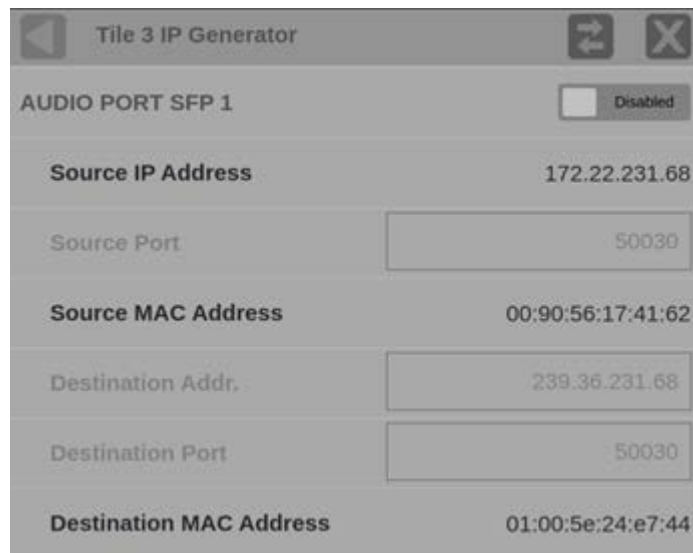 Tile 3 IP Generator
AUDIO PORT SFP 1 Disabled
Source IP Address 172.22.231.68
Source Port 50030
Source MAC Address 00:90:56:17:41:62
Destination Addr. 239.36.231.68
Destination Port 50030
Destination MAC Address 01:00:5e:24:e7:44